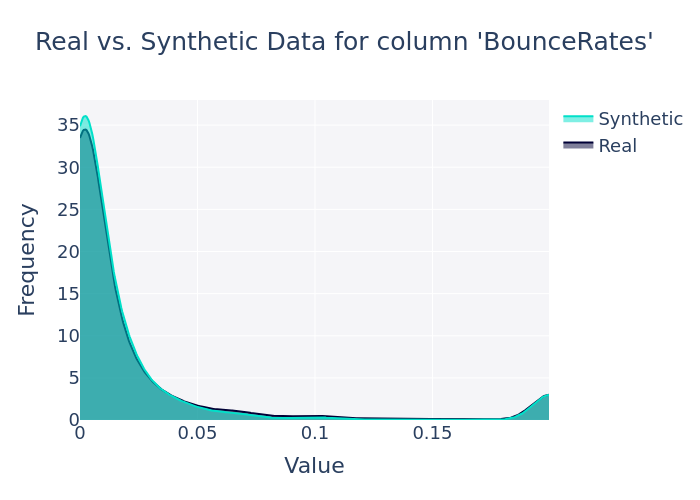 Real vs. Synthetic Data for column 'BounceRates'
Synthetic
Real
Frequency
35
30
25
20
15
10
5
0
0
0.05
0.1
0.15
Value